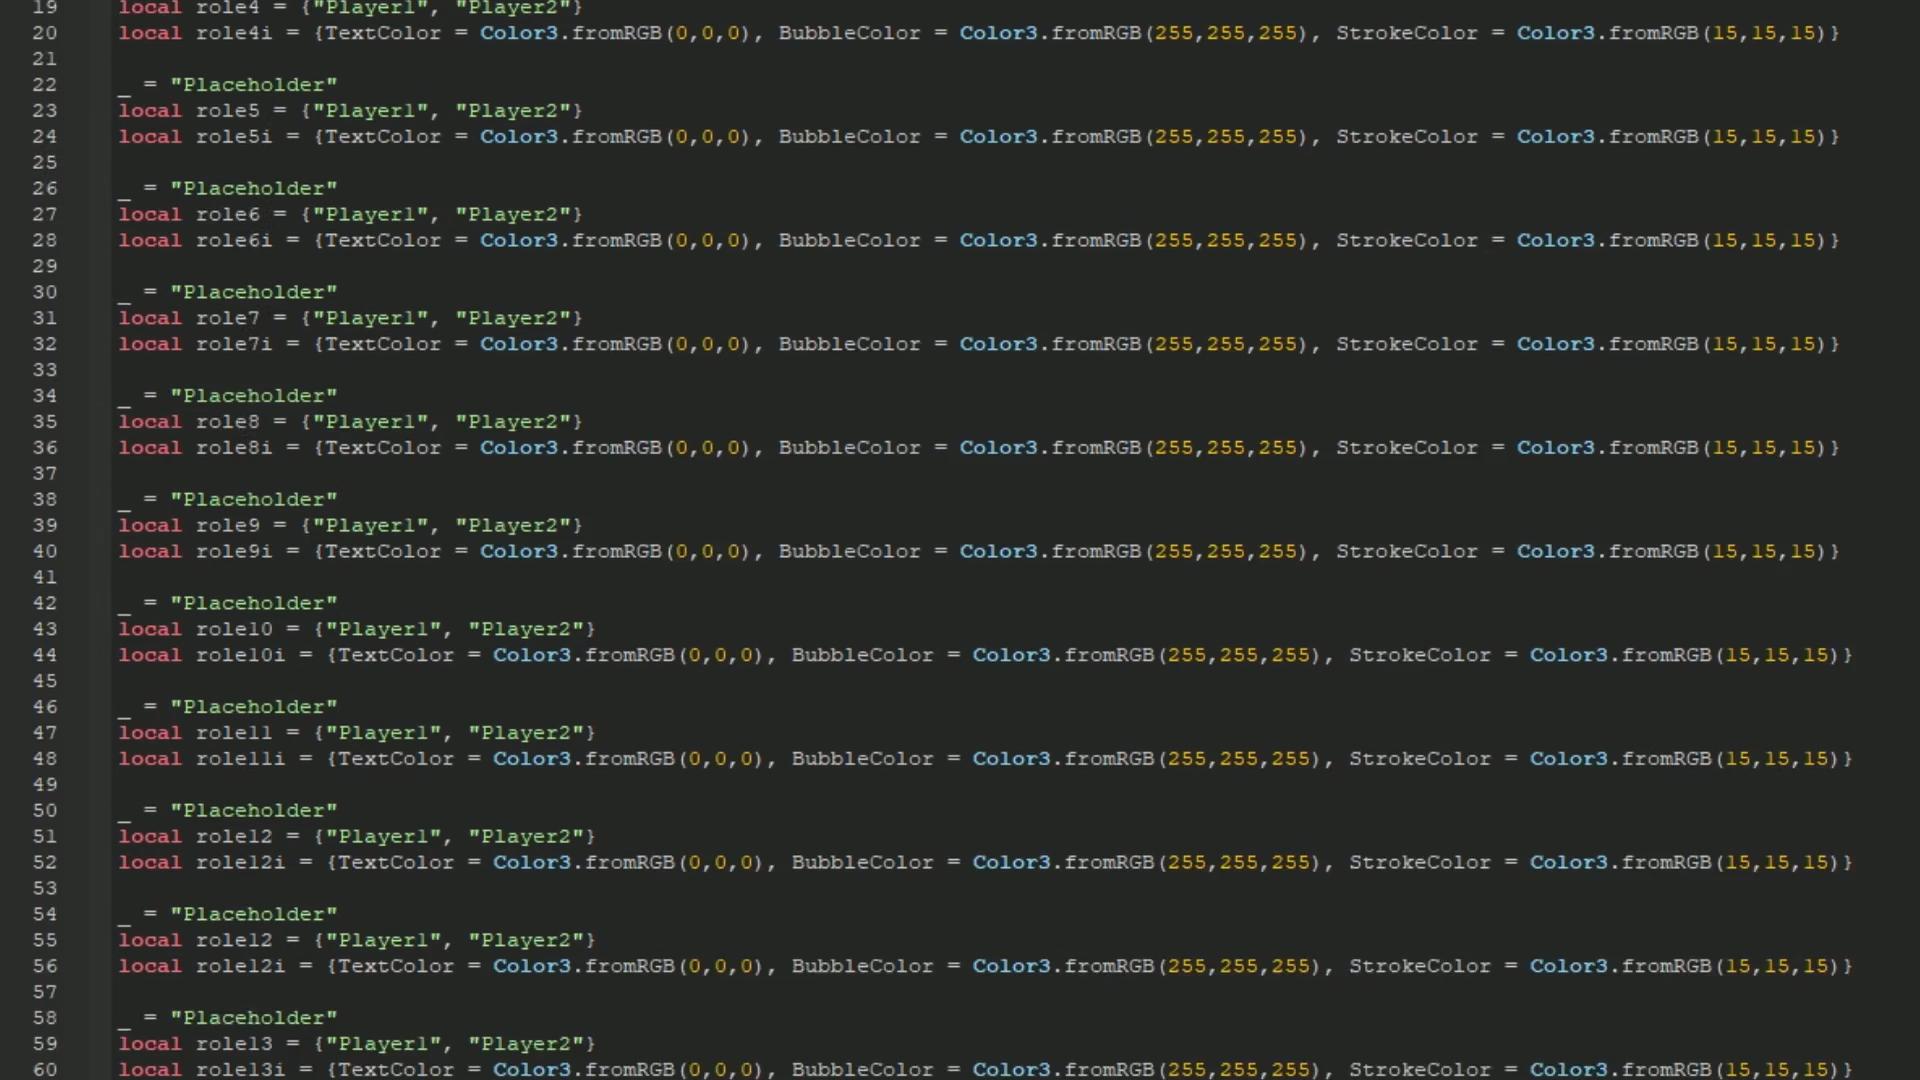 19 local role4 = {"Player1", "Player2"}
20 local role4i = {TextColor = Color3.fromRGB(0,0,0), BubbleColor = Color3.fromRGB(255,255,255), StrokeColor = Color3.fromRGB(15,15,15)}
21
22 _ = "Placeholder"
23 local role5 = {"Player1", "Player2"}
24 local role5i = {TextColor = Color3.fromRGB(0,0,0), BubbleColor = Color3.fromRGB(255,255,255), StrokeColor = Color3.fromRGB(15,15,15)}
25
26 _ = "Placeholder"
27 local role6 = {"Player1", "Player2"}
28 local role6i = {TextColor = Color3.fromRGB(0,0,0), BubbleColor = Color3.fromRGB(255,255,255), StrokeColor = Color3.fromRGB(15,15,15)}
29
30 _ = "Placeholder"
31 local role7 = {"Player1", "Player2"}
32 local role7i = {TextColor = Color3.fromRGB(0,0,0), BubbleColor = Color3.fromRGB(255,255,255), StrokeColor = Color3.fromRGB(15,15,15)}
33
34 _ = "Placeholder"
35 local role8 = {"Player1", "Player2"}
36 local role8i = {TextColor = Color3.fromRGB(0,0,0), BubbleColor = Color3.fromRGB(255,255,255), StrokeColor = Color3.fromRGB(15,15,15)}
37
38 _ = "Placeholder"
39 local role9 = {"Player1", "Player2"}
40 local role9i = {TextColor = Color3.fromRGB(0,0,0), BubbleColor = Color3.fromRGB(255,255,255), StrokeColor = Color3.fromRGB(15,15,15)}
41
42 _ = "Placeholder"
43 local role10 = {"Player1", "Player2"}
44 local role10i = {TextColor = Color3.fromRGB(0,0,0), BubbleColor = Color3.fromRGB(255,255,255), StrokeColor = Color3.fromRGB(15,15,15)}
45
46 _ = "Placeholder"
47 local role11 = {"Player1", "Player2"}
48 local role11i = {TextColor = Color3.fromRGB(0,0,0), BubbleColor = Color3.fromRGB(255,255,255), StrokeColor = Color3.fromRGB(15,15,15)}
49
50 _ = "Placeholder"
51 local role12 = {"Player1", "Player2"}
52 local role12i = {TextColor = Color3.fromRGB(0,0,0), BubbleColor = Color3.fromRGB(255,255,255), StrokeColor = Color3.fromRGB(15,15,15)}
53
54 _ = "Placeholder"
55 local role12 = {"Player1", "Player2"}
56 local role12i = {TextColor = Color3.fromRGB(0,0,0), BubbleColor = Color3.fromRGB(255,255,255), StrokeColor = Color3.fromRGB(15,15,15)}
57
58 _ = "Placeholder"
59 local role13 = {"Player1", "Player2"}
60 local role13i = {TextColor = Color3.fromRGB(0,0,0), BubbleColor = Color3.fromRGB(255,255,255), StrokeColor = Color3.fromRGB(15,15,15)}